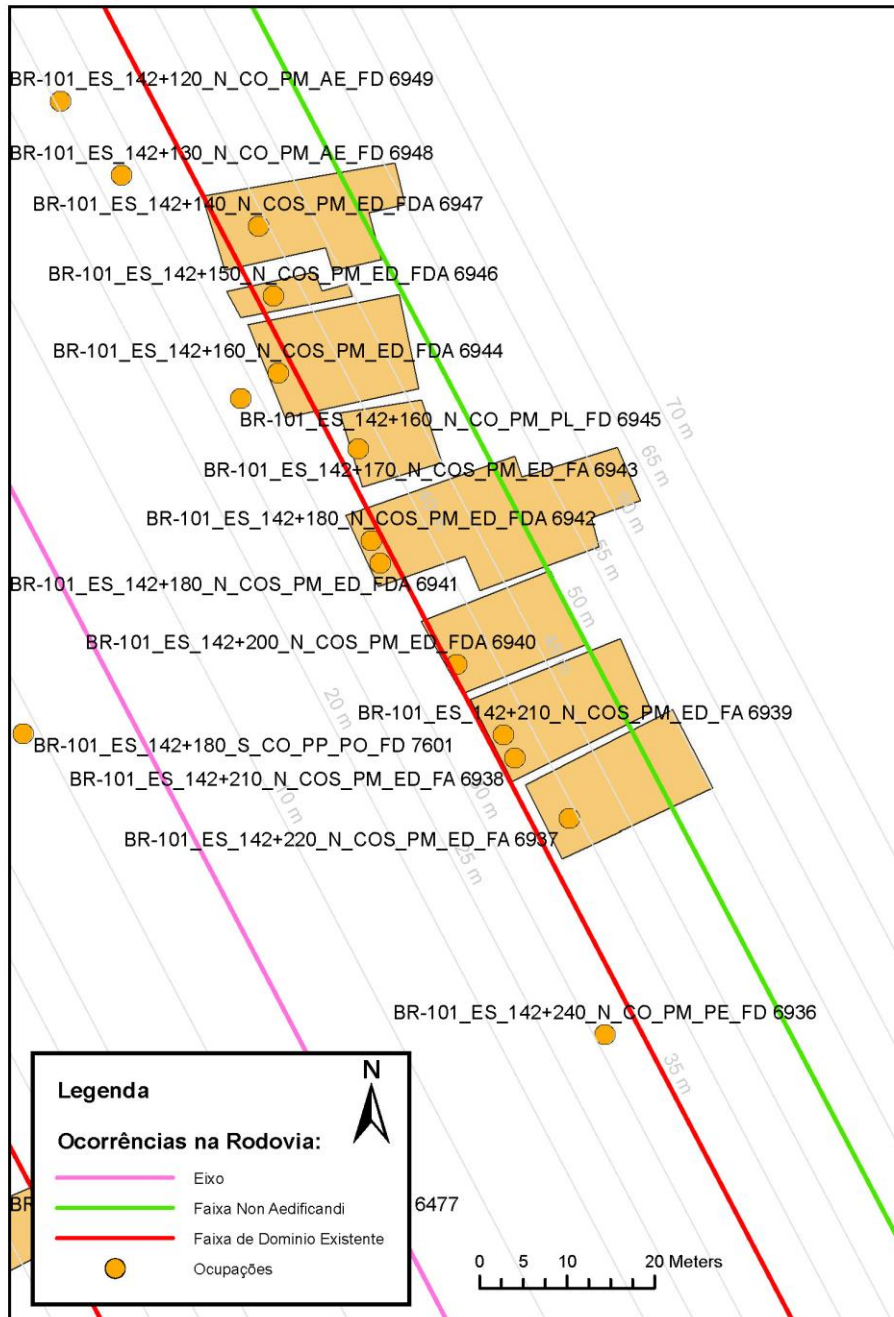 BR-101_ES_142+120_N_CO_PM_AE_FD 6949
BR-101_ES_142+130_N_CO_PM_AE_FD 6948
BR-101_ES_142+140_N_COS_PM_ED_FDA 6947
BR-101_ES_142+150_N_COS_PM_ED_FDA 6946
BR-101_ES_142+160_N_COS_PM_ED_FDA 6944
BR-101_ES_142+160_N_CO_PM_PL_FD 6945
70 m
65 m
BR-101_ES_142+170_N_COS_PM_ED_FA 6943
60 m
BR-101_ES_142+180_N_COS_PM_ED_FDA 6942
55 m
BR-101_ES_142+180_N_COS_PM_ED_FDA 6941
50 m
BR-101_ES_142+200_N_COS_PM_ED_FDA 6940
20 m
BR-101_ES_142+210_N_COS_PM_ED_FA 6939
BR-101_ES_142+180_S_CO_PP_PO_FD 7601
BR-101_ES_142+210_N_COS_PM_ED_FA 6938
10 m
30 m
BR-101_ES_142+220_N_COS_PM_ED_FA 6937
25 m
BR-101_ES_142+240_N_CO_PM_PE_FD 6936
35 m
N
Legenda
Ocorrências na Rodovia:
Eixo
Faixa Non Aedificandi
Faixa de Dominio Existente
Ocupações
BR
6477
0 5 10 20 Meters